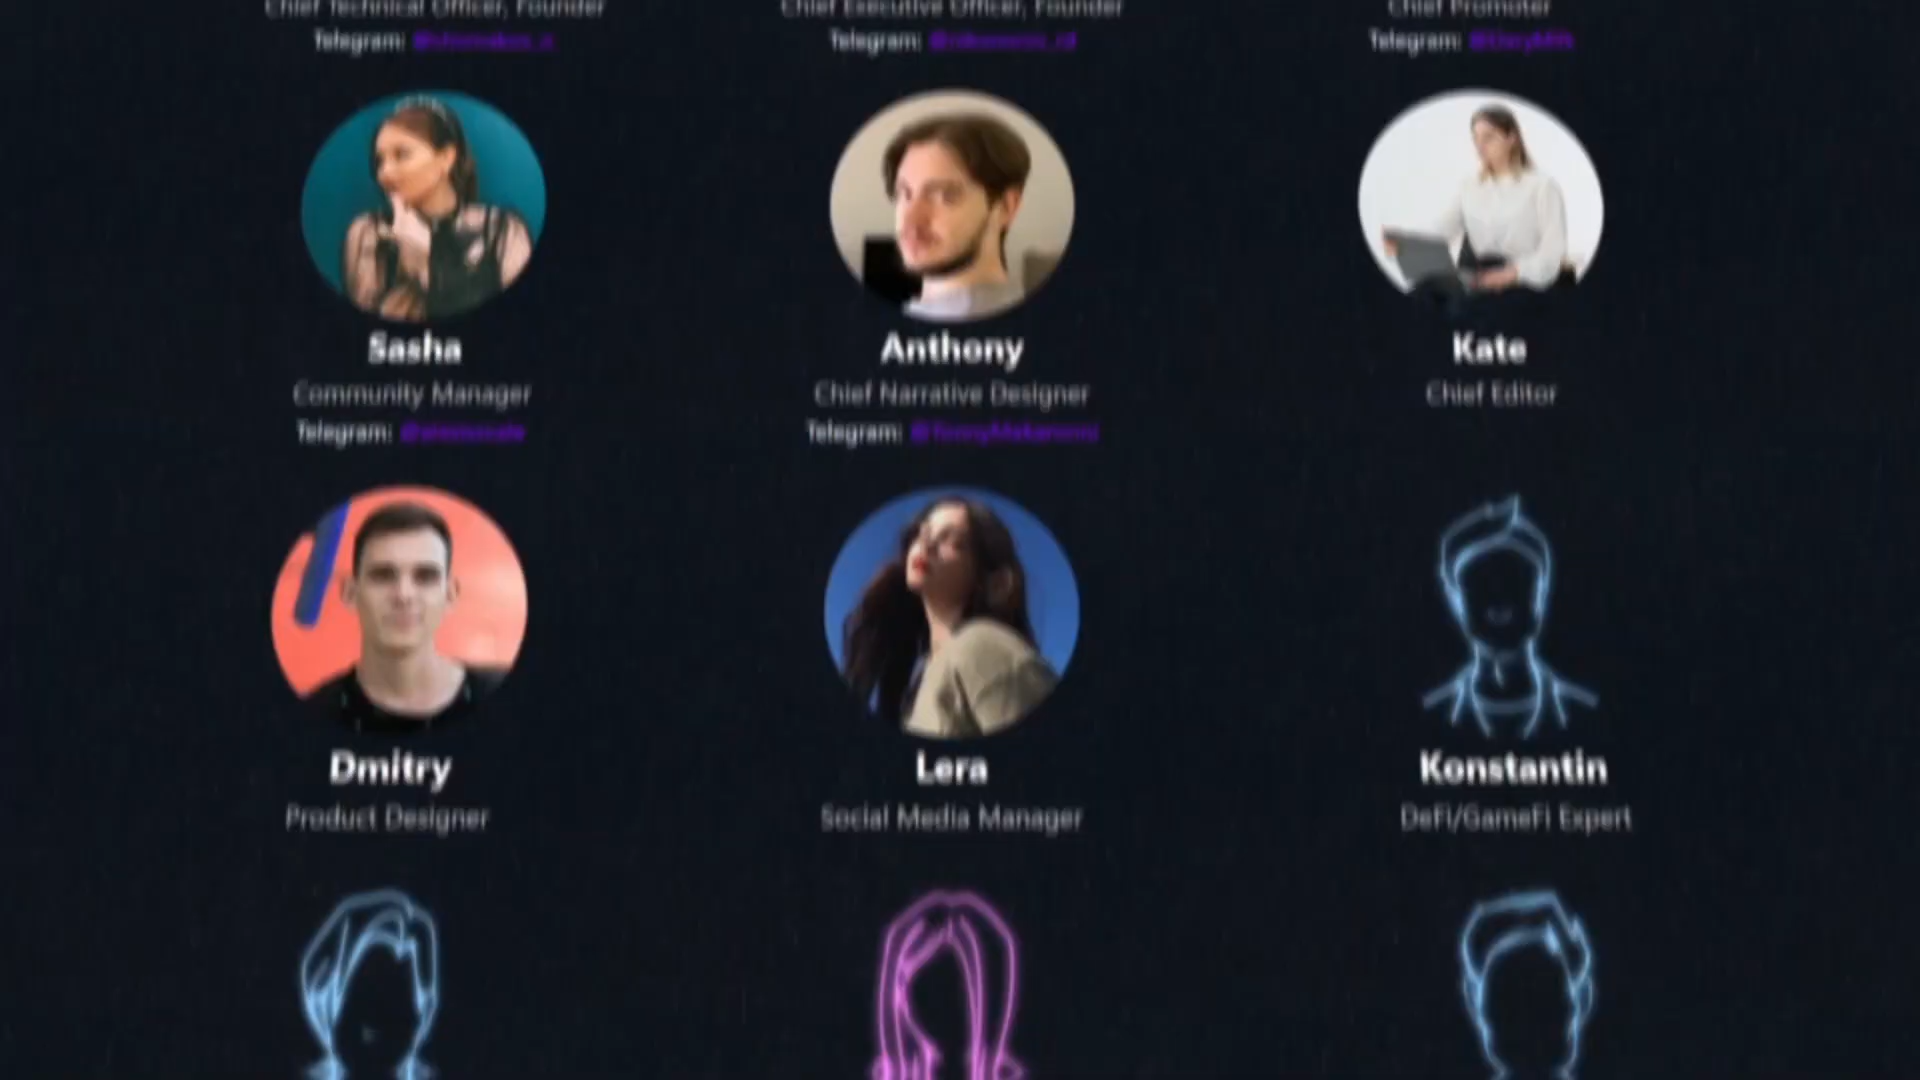 Chief Technical Officer, Founder
Chief Executive Officer, Founder
Chief Promoter
Telegram:
Telegram:
Telegram:
Sasha
Anthony
Kate
Community Manager
Chief Narrative Designer
Chief Editor
Telegram:
Telegram:
Dmitry
Lera
Konstantin
Product Designer
Social Media Manager
DeFi/GameFi Expert